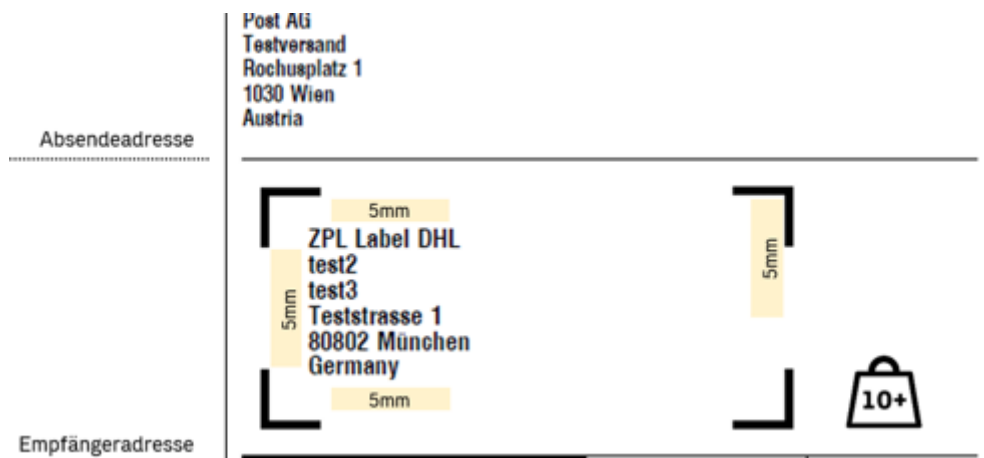 Post AG
Testversand
Rochusplatz 1
1030 Wien
Austria
Absendeadresse
5mm
ZPL Label DHL
test2
test3
Teststrasse 1
80802 München
Germany
5mm
5mm
5mm
10+
Empfängeradresse